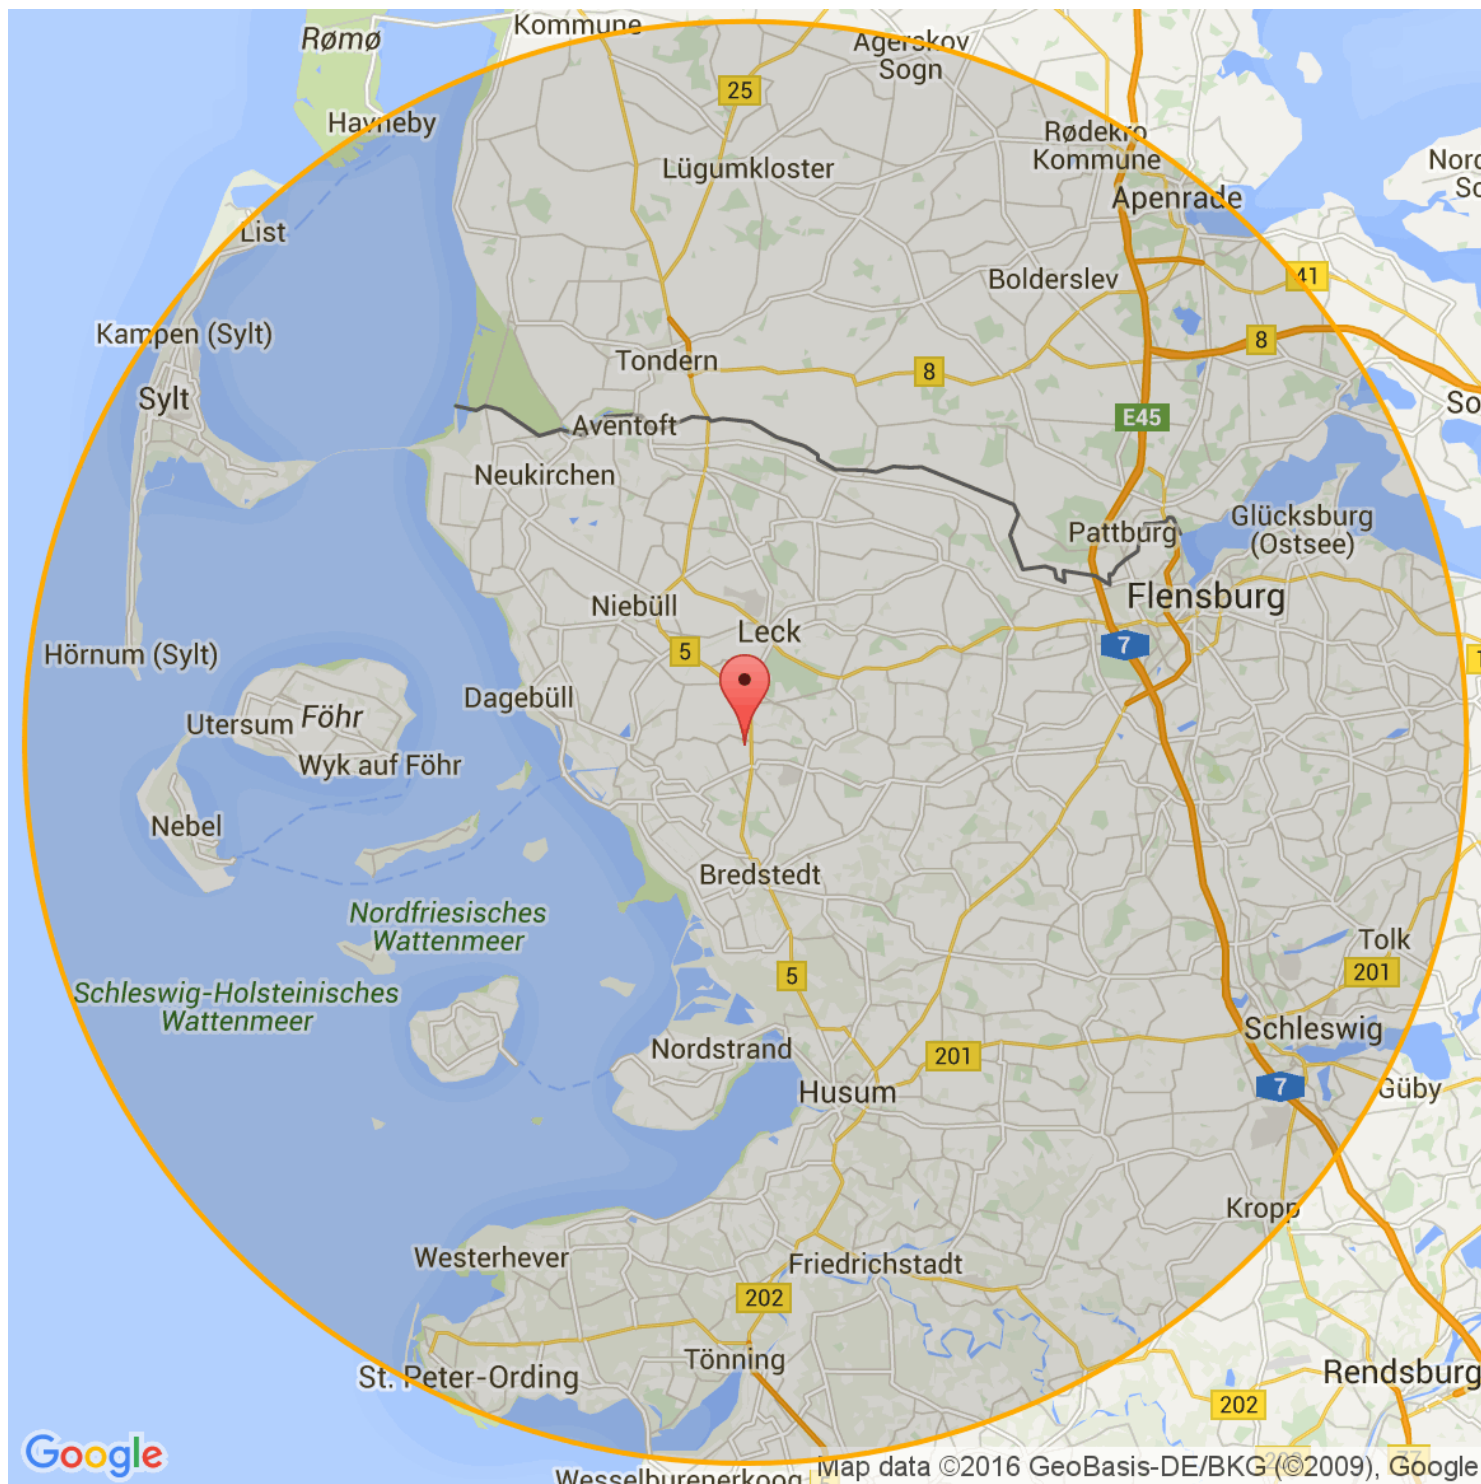 Rømø
Kommune
Agerskov
Sogn
25
Havneby
Rødekro
Kommune
Lügumkloster
Apenrade
List
Bolderslev
41
Kampen (Sylt)
8
Tondern
8
Sylt
E45
Aventoft
Neukirchen
Glücksburg
(Ostsee)
Pattburg
Niebüll
Flensburg
Leck
5
7
Hörnum (Sylt)
Dagebüll
Utersum
Föhr
Wyk auf Föhr
Nebel
Bredstedt
Nordfriesisches
Wattenmeer
Tolk
5
201
Schleswig-Holsteinisches
Wattenmeer
Schleswig
Nordstrand
201
Husum
7
Güby
Kropp
Westerhever
Friedrichstadt
202
Tönning
St. Peter-Ording
Rendsburg
202
Google
Map data ©2016 GeoBasis-DE/BKG (©2009), Google